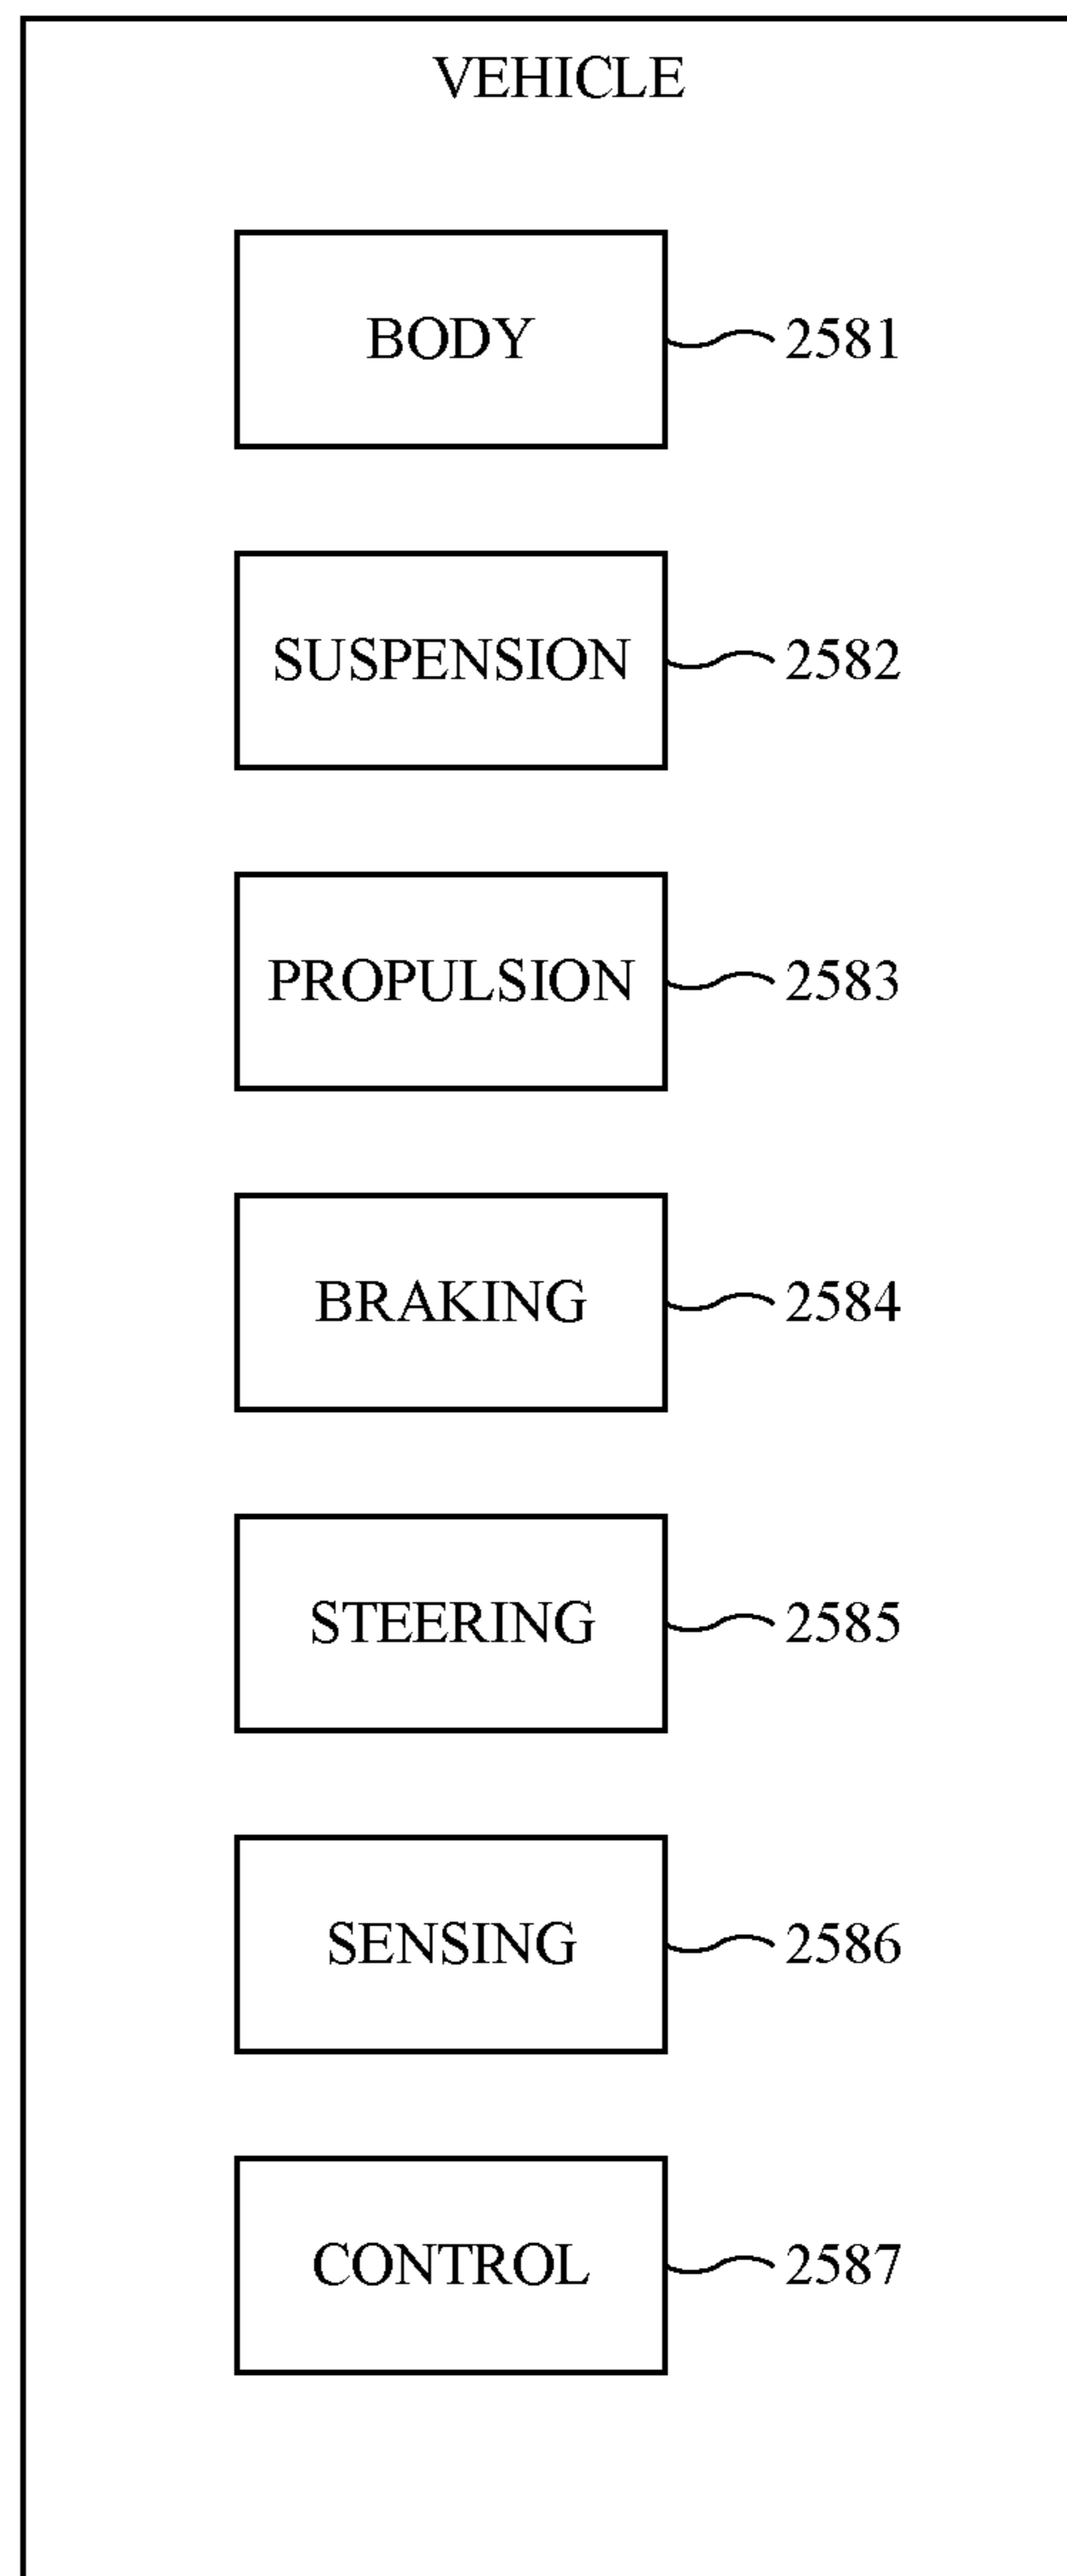 VEHICLE
BODY 2581
SUSPENSION 2582
PROPULSION 2583
BRAKING 2584
STEERING 2585
SENSING 2586
CONTROL 2587